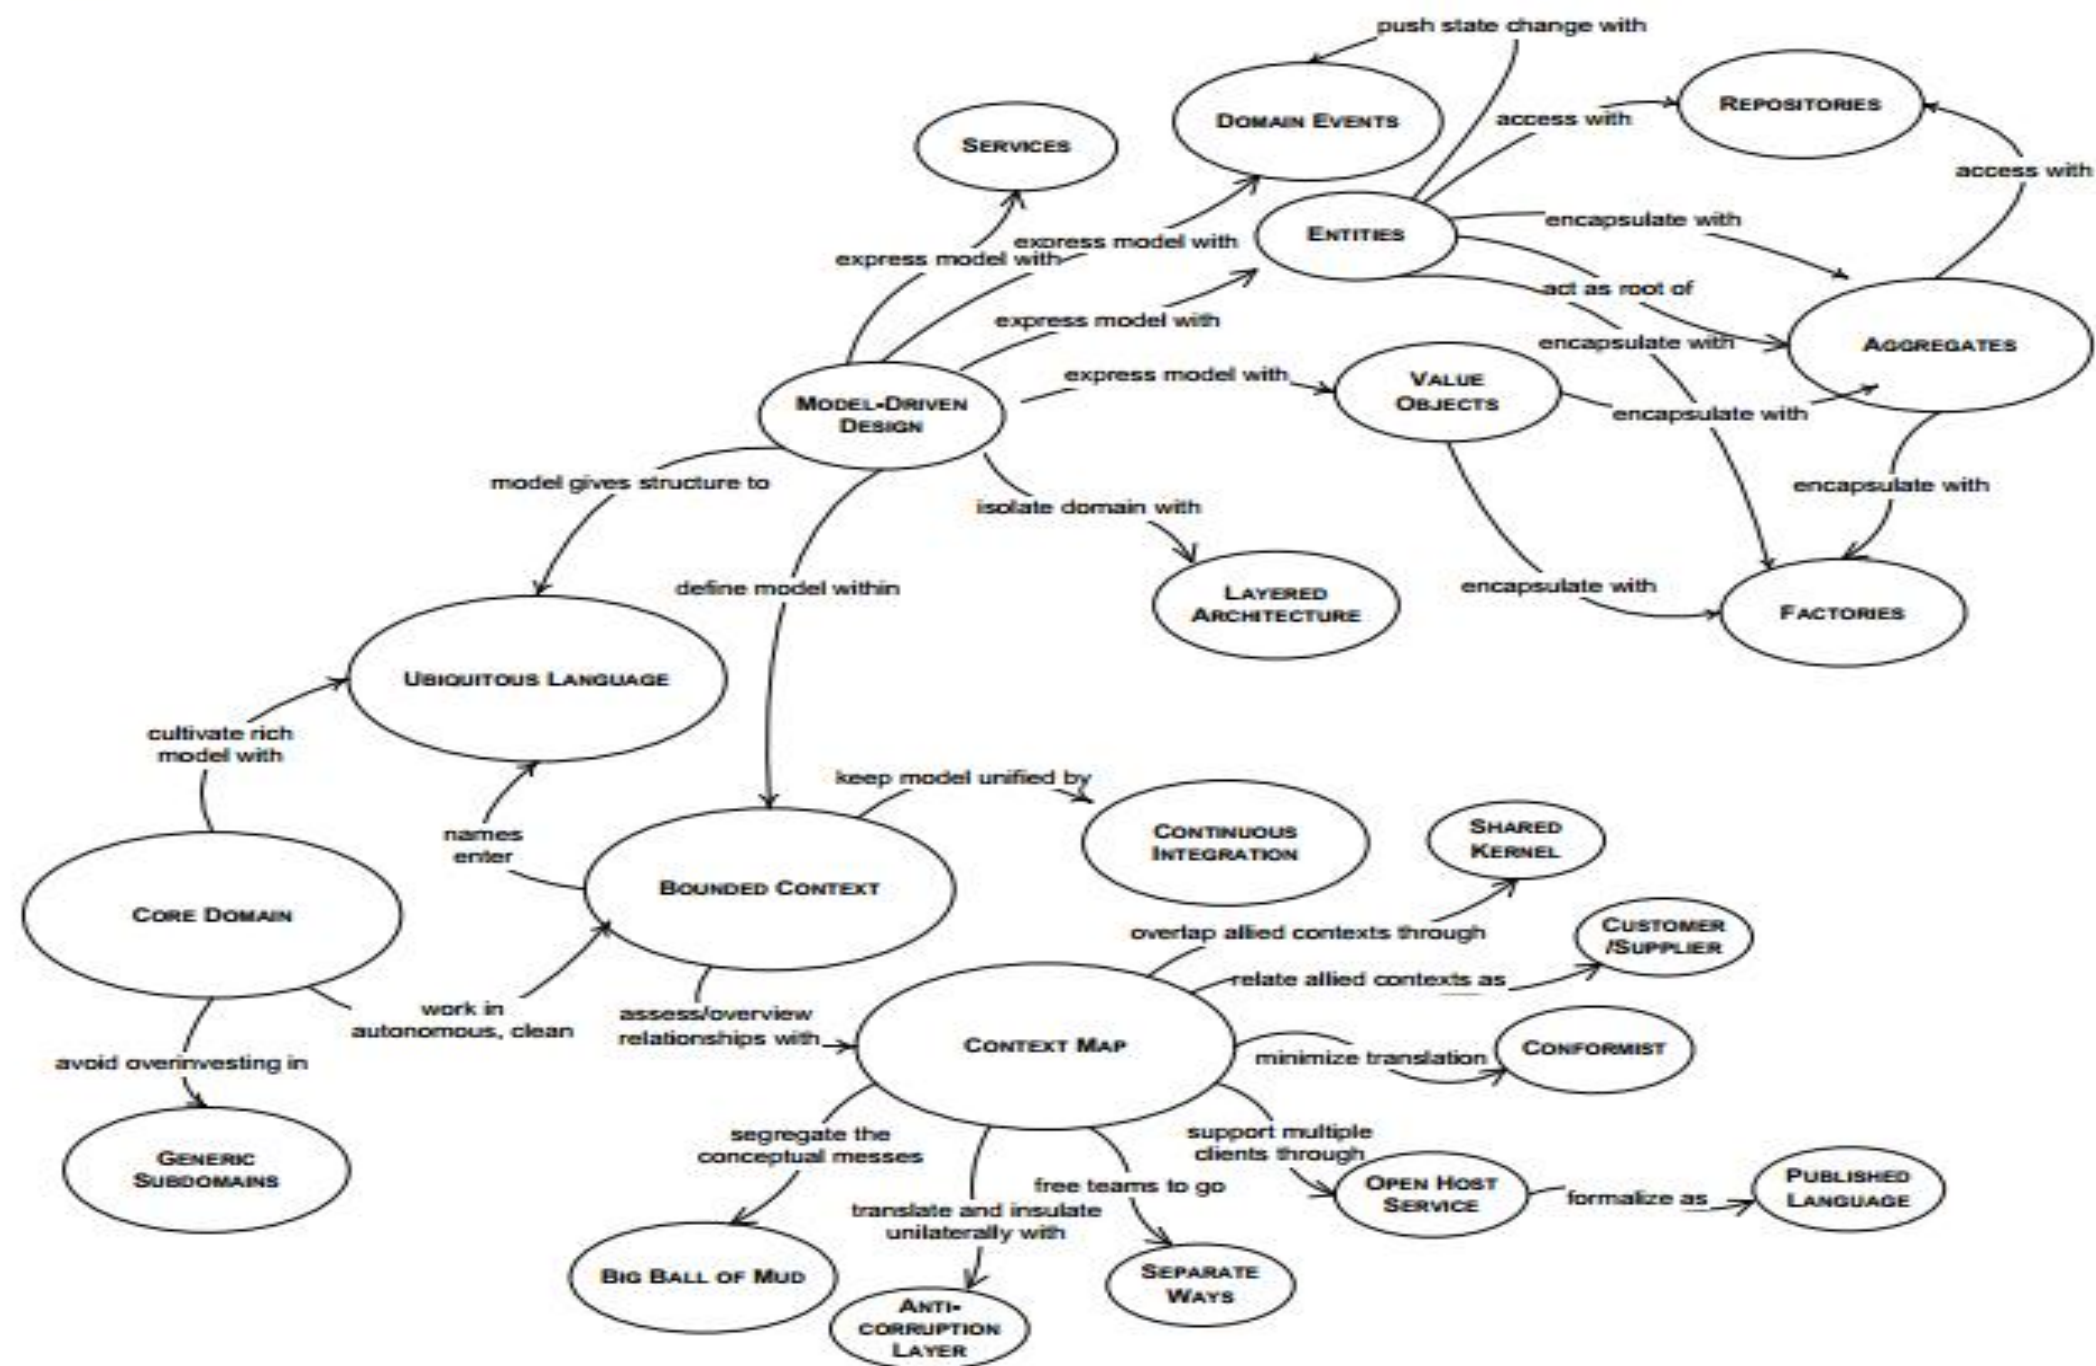 push state change with
REPOSITORIES
DOMAIN EVENTS
access with
SERVICES
access with
encapsulate with
ENTITIES
express model with
express model with
act as root of
express model with
encapsulate with
AGGREGATES
express model with
VALUE
OBJECTS
MODEL-DRIVEN
DESIGN
encapsulate with
model gives structure to
encapsulate with
isolate domain with
define model within
encapsulate with
LAYERED
ARCHITECTURE
FACTORIES
UBIQUITOUS LANGUAGE
cultivate rich
model with
keep model unified by
names
enter
CONTINUOUS
INTEGRATION
SHARED
KERNEL
BOUNDED CONTEXT
CORE DOMAIN
overlap allied contexts through
CUSTOMER
/SUPPLIER
relate allied contexts as
work in
autonomous, clean
assess/overview
relationships with
CONTEXT MAP
minimize translation
CONFORMIST
avoid overinvesting in
segregate the
conceptual messes
support multiple
clients through
GENERIC
SUBDOMAINS
free teams to go
OPEN HOST
SERVICE
formalize as
PUBLISHED
LANGUAGE
translate and insulate
unilaterally with
BIG BALL OF MUD
SEPARATE
WAYS
ANTI-
CORRUPTION
LAYER